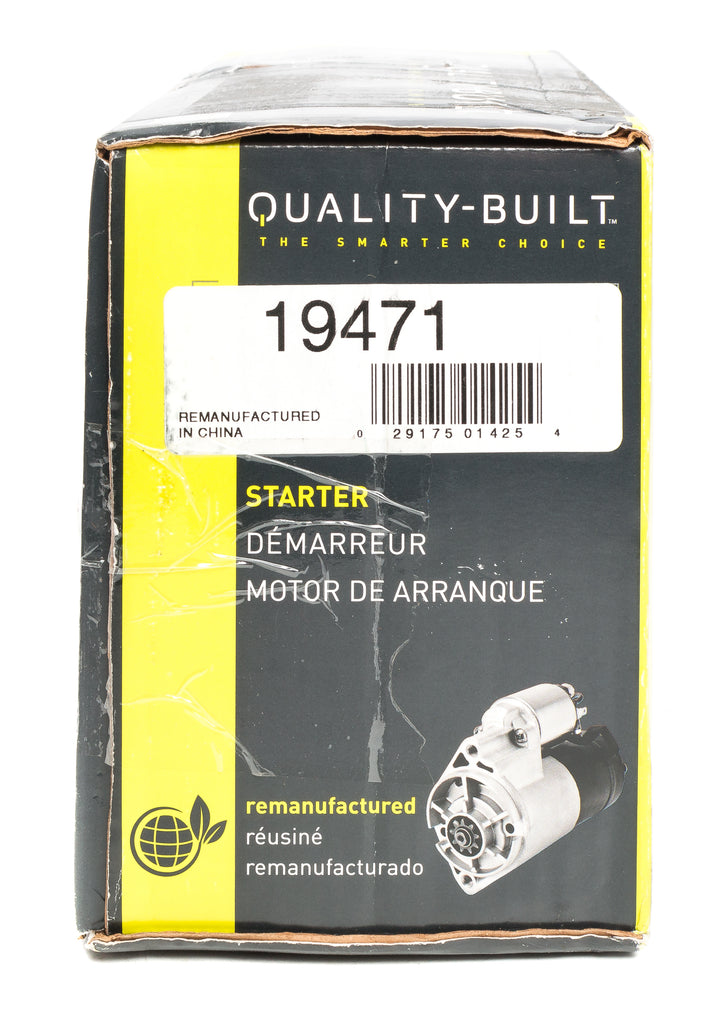 QUALITY-BUILT™
THE SMARTER CHOICE
19471
REMANUFACTURED
IN CHINA
0 29175 01425 4
STARTER
DÉMARREUR
MOTOR DE ARRANQUE
remanufactured
réusiné
remanufacturado